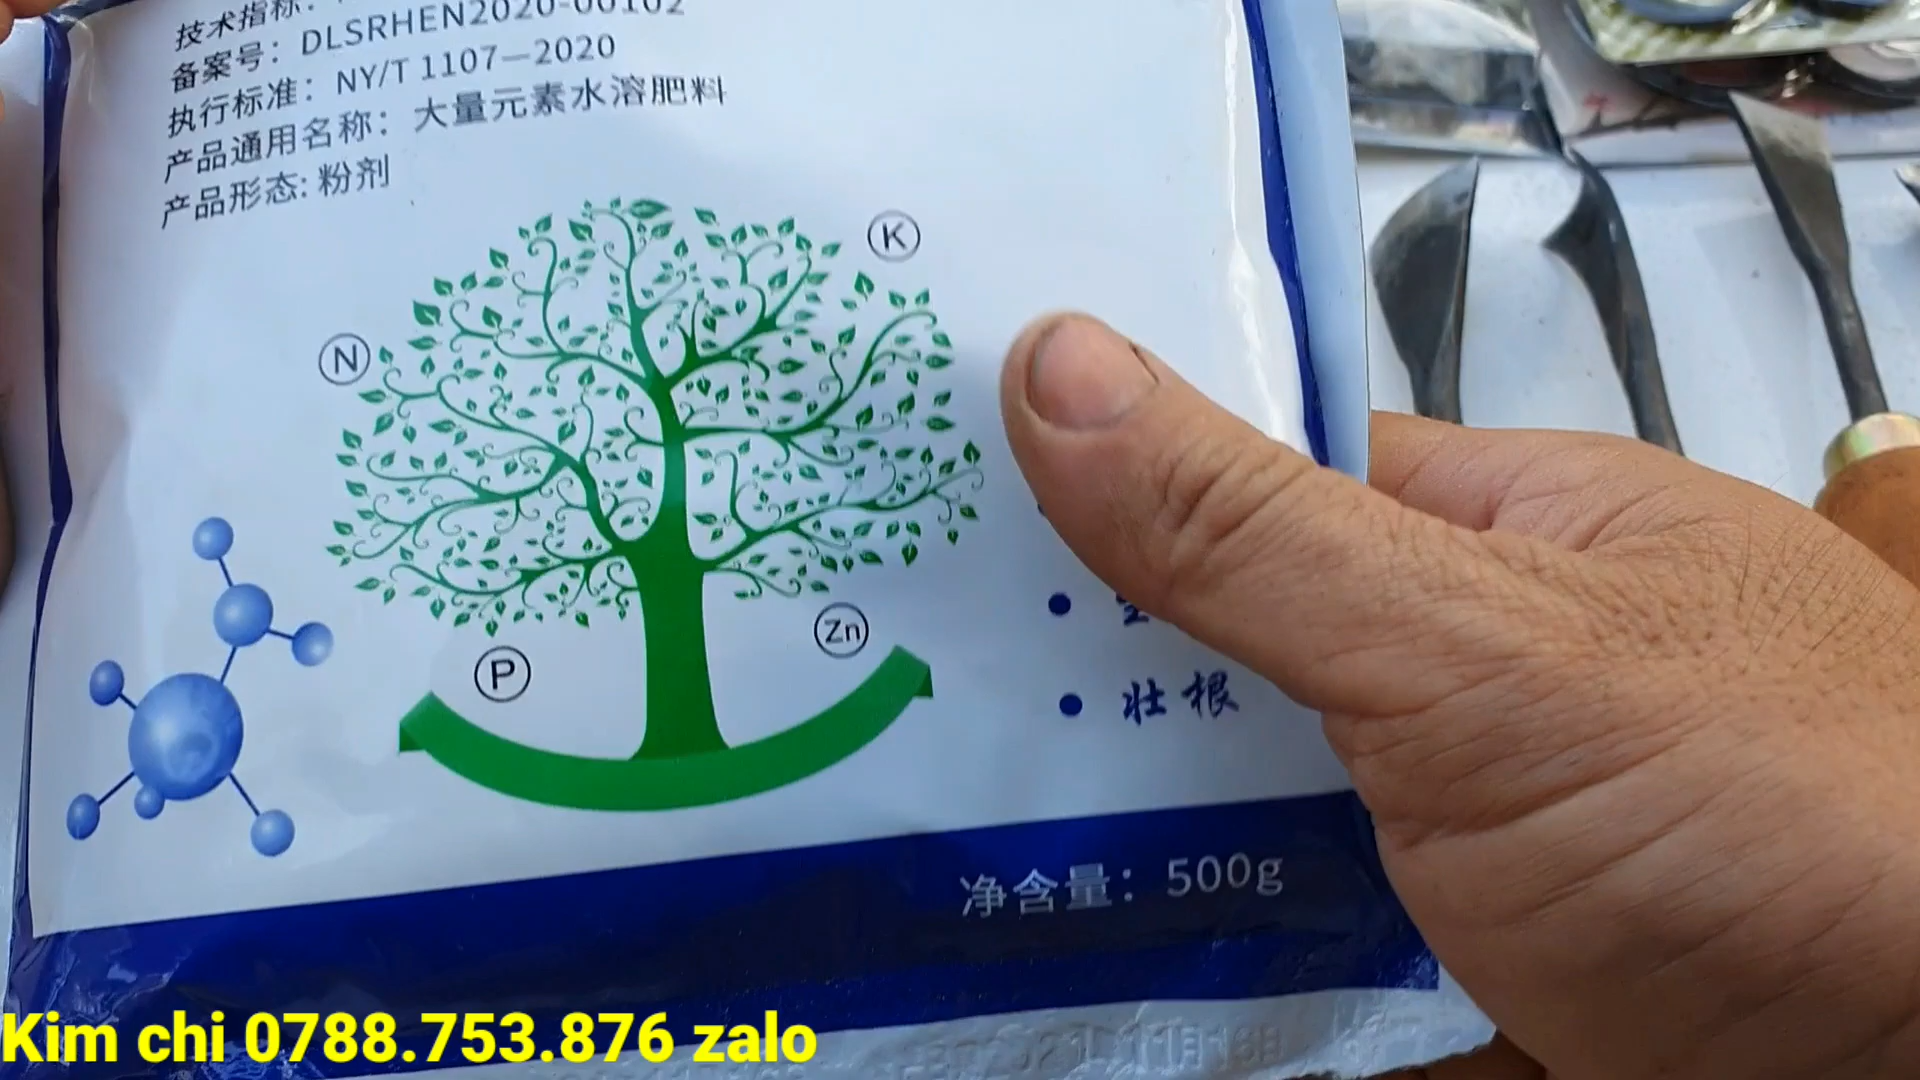 技术指标:
备案号: DLSRHEN2020-00102
执行标准: NY/T 1107—2020
产品通用名称: 大量元素水溶肥料
产品形态: 粉剂
K
N
Zn
P
• 壮根
净含量: 500g
Kim chi 0788.753.876 zalo